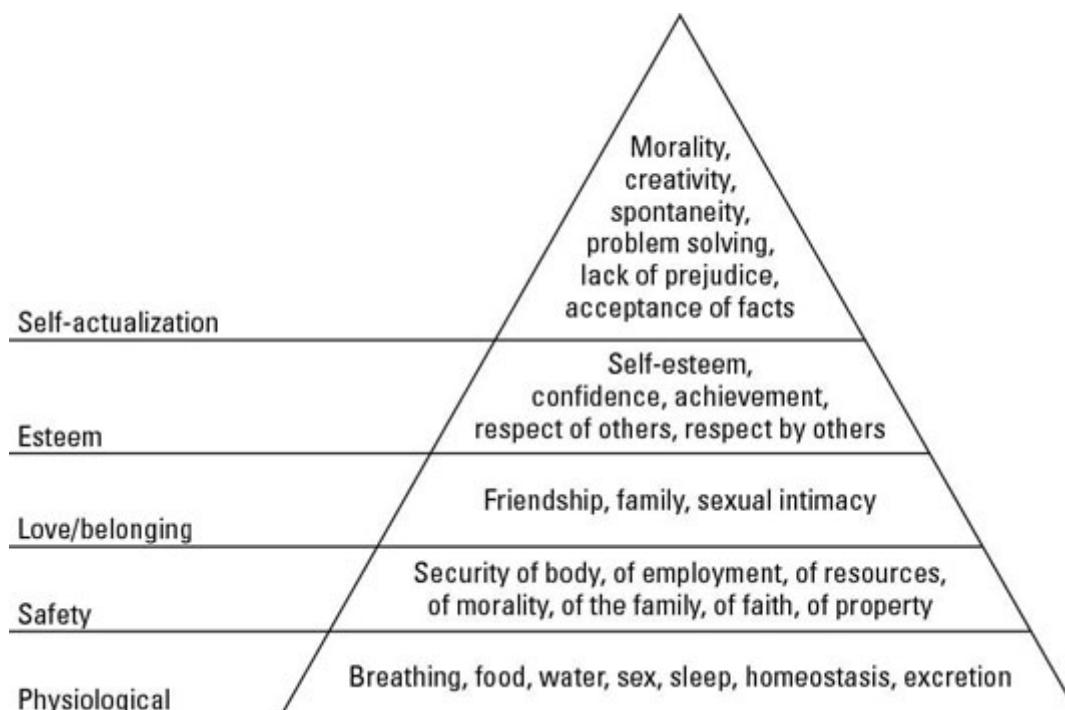 Morality,
creativity,
spontaneity,
problem solving,
lack of prejudice,
acceptance of facts
Self-actualization
Self-esteem,
confidence, achievement,
respect of others, respect by others
Esteem
Friendship, family, sexual intimacy
Love/belonging
Security of body, of employment, of resources,
of morality, of the family, of faith, of property
Safety
Breathing, food, water, sex, sleep, homeostasis, excretion
Physiological